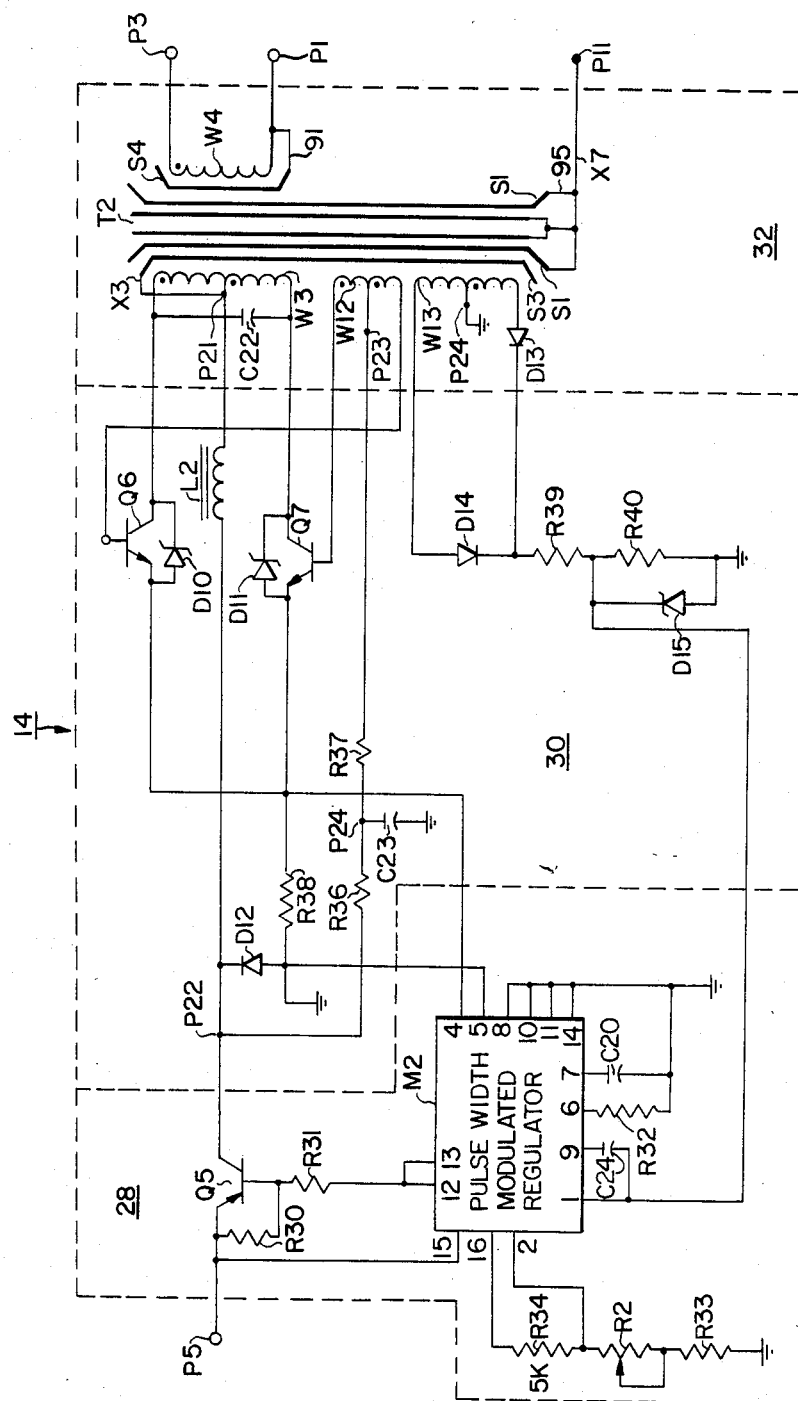 14
28
P5
Q5
R30
R31
P22
D12
R38
R36
P24
C23
R37
Q6
D10
L2
D11
Q7
X3
P21
C22
W3
W12
P23
W13
P24
D13
S3
S1
T2
S4
W4
91
S1
95
X7
P3
P1
P11
32
D14
R39
R40
D15
30
M2
PULSE WIDTH
MODULATED
REGULATOR
15
16
2
12 13
4
5
8
10
11
14
1
9
6
7
C24
R32
C20
R34
5K
R2
R33